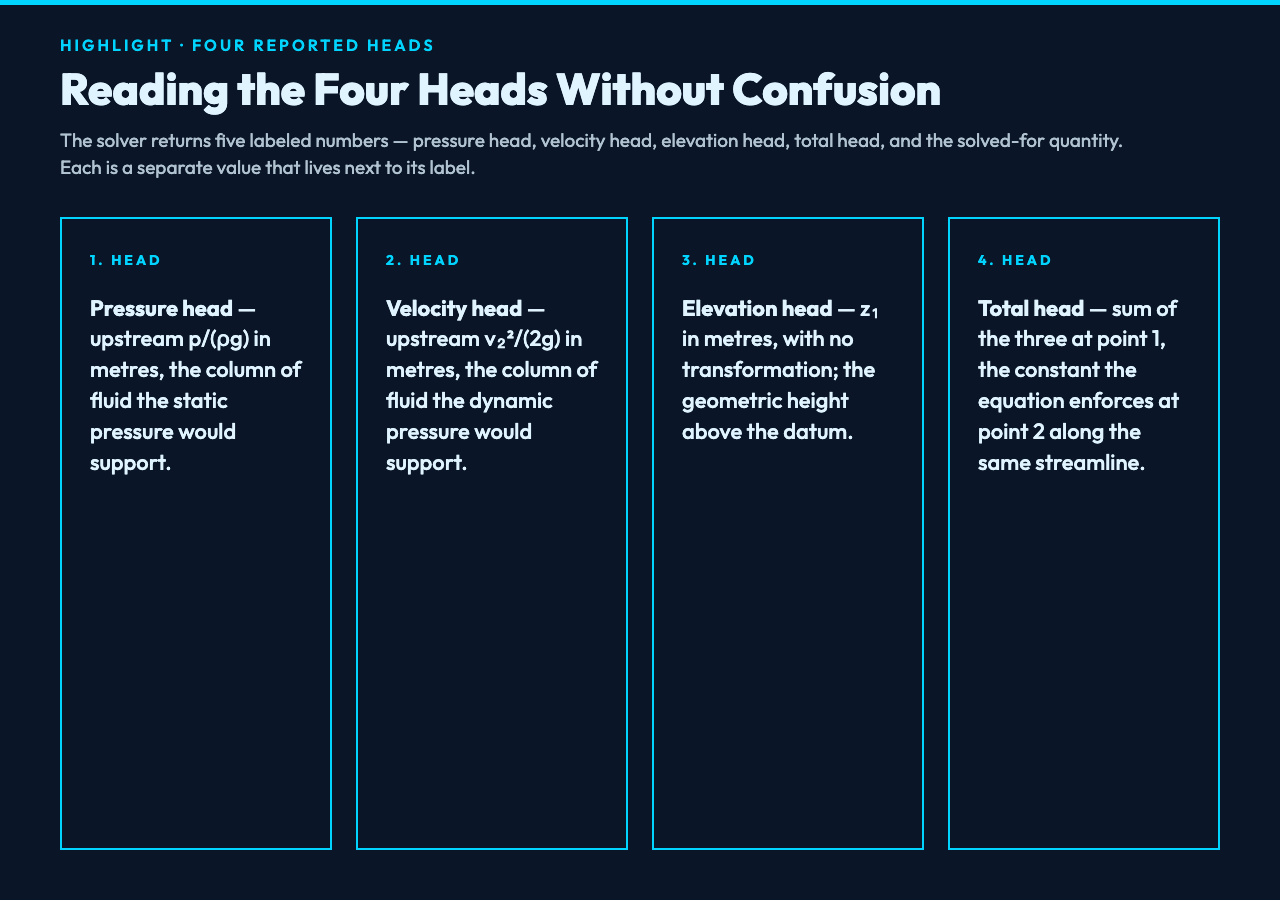 HIGHLIGHT · FOUR REPORTED HEADS
Reading the Four Heads Without Confusion
The solver returns five labeled numbers — pressure head, velocity head, elevation head, total head, and the solved-for quantity.
Each is a separate value that lives next to its label.
1. HEAD
Pressure head —
upstream p/(ρg) in
metres, the column of
fluid the static
pressure would
support.
2. HEAD
Velocity head —
upstream v₂²/(2g) in
metres, the column of
fluid the dynamic
pressure would
support.
3. HEAD
Elevation head — z₁
in metres, with no
transformation; the
geometric height
above the datum.
4. HEAD
Total head — sum of
the three at point 1,
the constant the
equation enforces at
point 2 along the
same streamline.